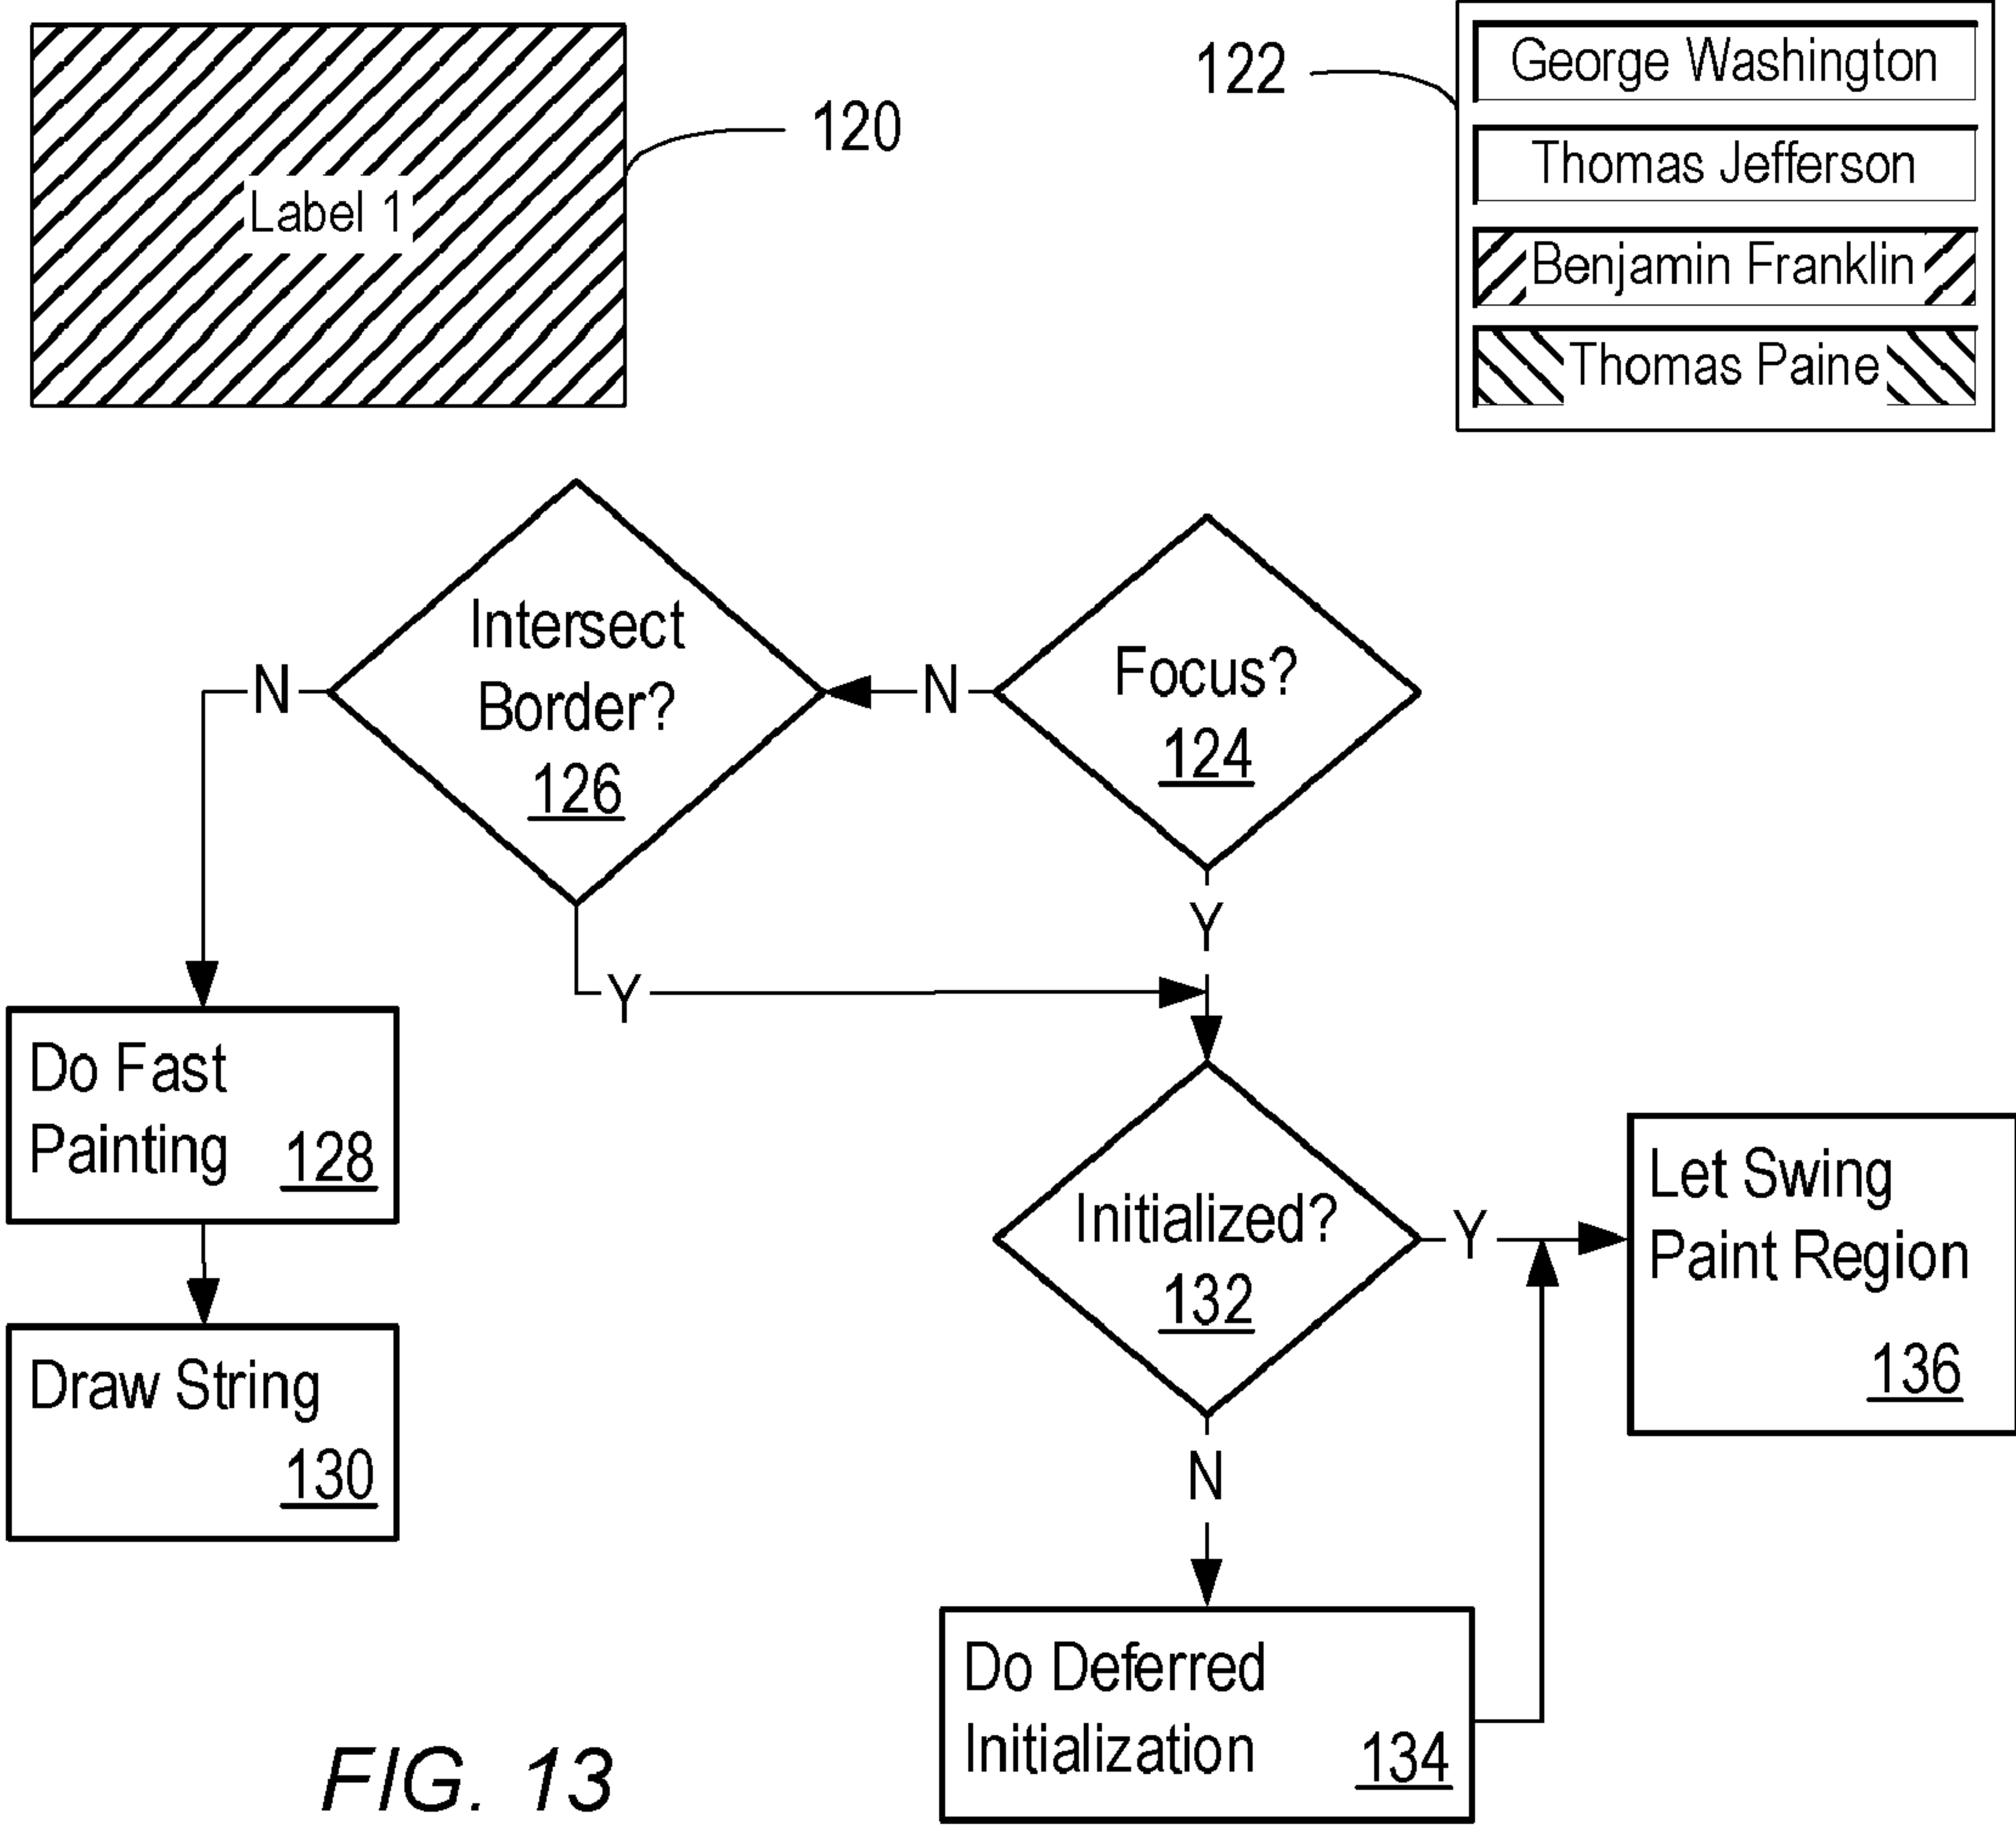 Label 1
120
122
George Washington
Thomas Jefferson
Benjamin Franklin
Thomas Paine
Intersect
Border?
126
N
N
Focus?
124
Y
Y
Do Fast
Painting 128
Draw String
130
Initialized?
132
Y
Let Swing
Paint Region
136
N
Do Deferred
Initialization 134
FIG. 13